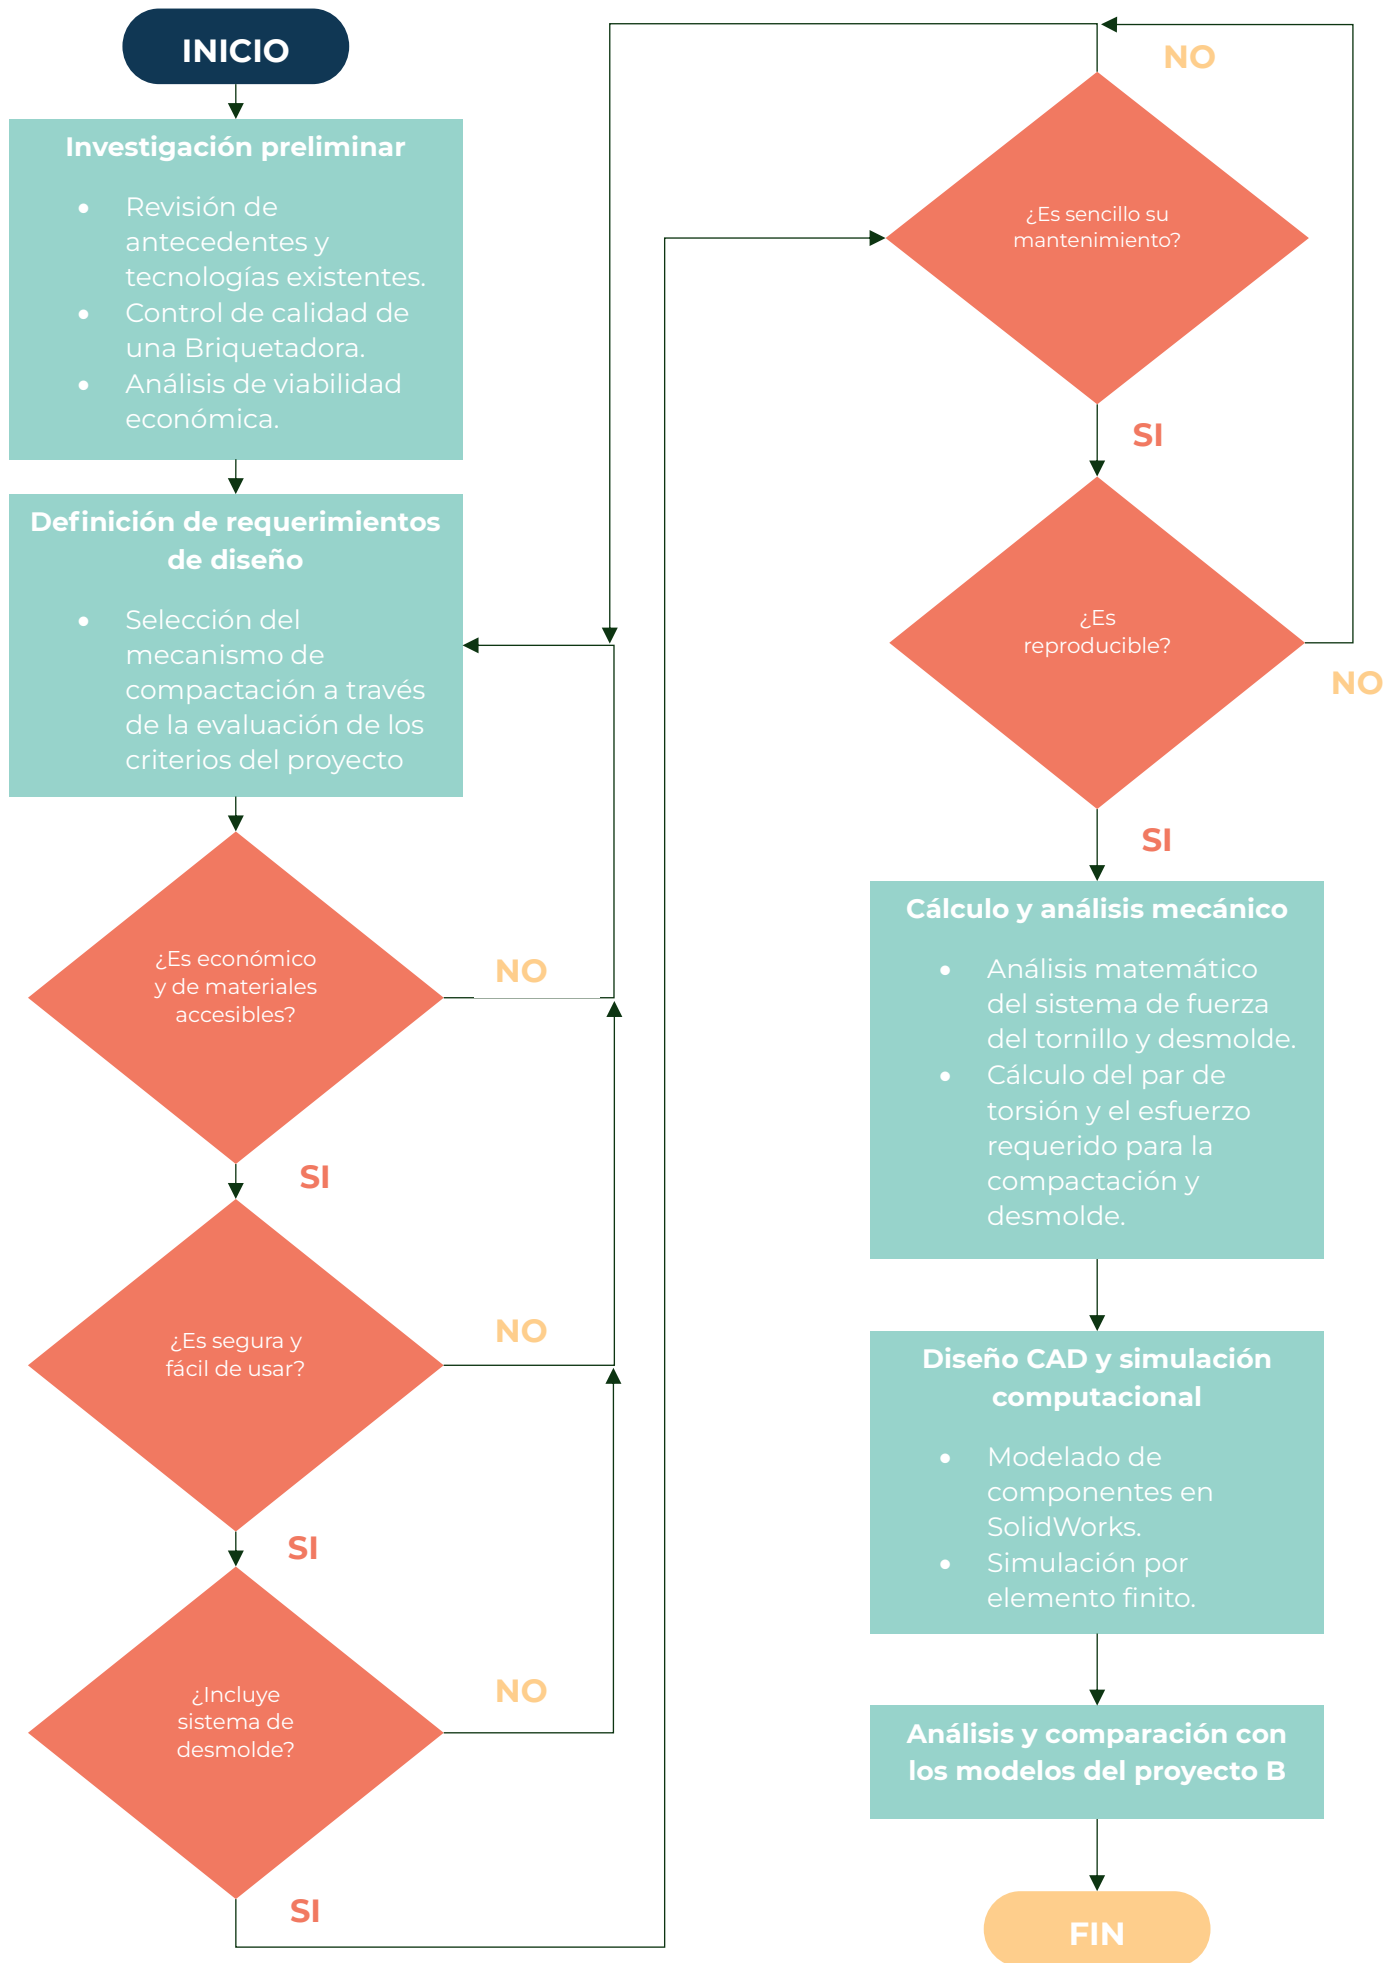 INICIO
Investigación preliminar
● Revisión de
antecedentes y
tecnologías existentes.
● Control de calidad de
una Briquetadora.
● Análisis de viabilidad
económica.
Definición de requerimientos
de diseño
● Selección del
mecanismo de
compactación a través
de la evaluación de los
criterios del proyecto
¿Es económico
y de materiales
accesibles?
NO
SI
¿Es segura y
fácil de usar?
NO
SI
¿Incluye
sistema de
desmolde?
NO
SI
NO
¿Es sencillo su
mantenimiento?
SI
¿Es
reproducible?
NO
SI
Cálculo y análisis mecánico
● Análisis matemático
del sistema de fuerza
del tornillo y desmolde.
● Cálculo del par de
torsión y el esfuerzo
requerido para la
compactación y
desmolde.
Diseño CAD y simulación
computacional
● Modelado de
componentes en
SolidWorks.
● Simulación por
elemento finito.
Análisis y comparación con
los modelos del proyecto B
FIN